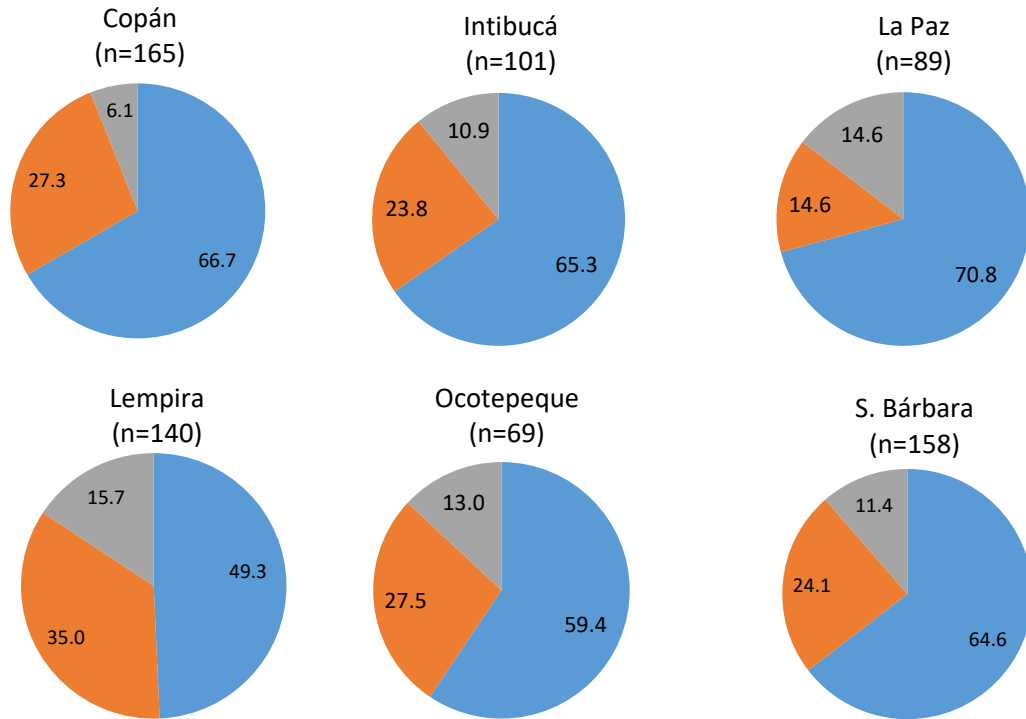 Copán
(n=165)
6.1
27.3
66.7
Intibucá
(n=101)
10.9
23.8
65.3
La Paz
(n=89)
14.6
14.6
70.8
Lempira
(n=140)
15.7
49.3
35.0
Ocotepeque
(n=69)
13.0
27.5
59.4
S. Bárbara
(n=158)
11.4
24.1
64.6